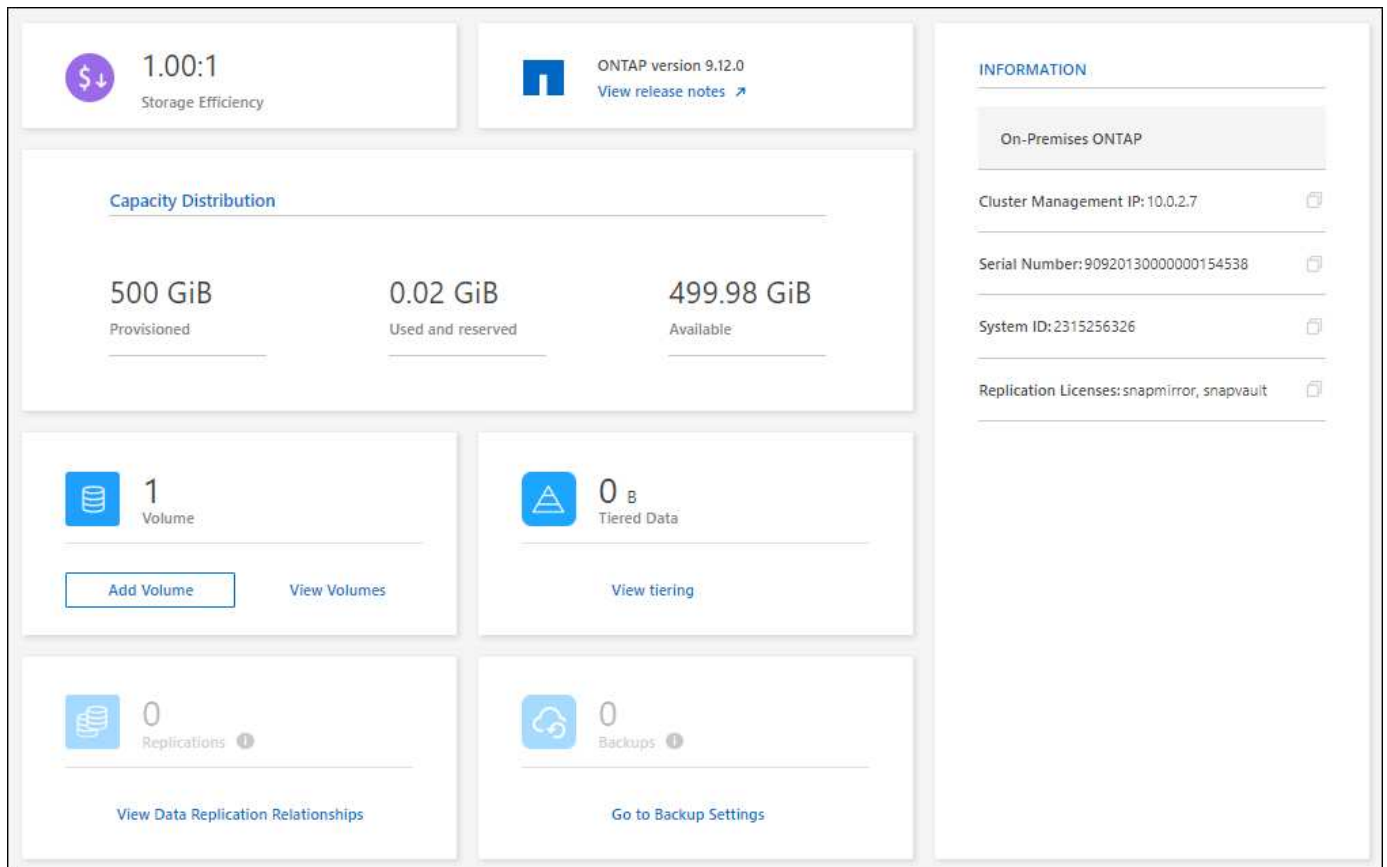 1.00:1
Storage Efficiency
ONTAP version 9.12.0
View release notes
Capacity Distribution
500 GiB
Provisioned
0.02 GiB
Used and reserved
499.98 GiB
Available
1
Volume
Add Volume
View Volumes
0 B
Tiered Data
View tiering
0
Replications
View Data Replication Relationships
0
Backups
Go to Backup Settings
INFORMATION
On-Premises ONTAP
Cluster Management IP: 10.0.2.7
Serial Number: 90920130000000154538
System ID: 2315256326
Replication Licenses: snapmirror, snapvault